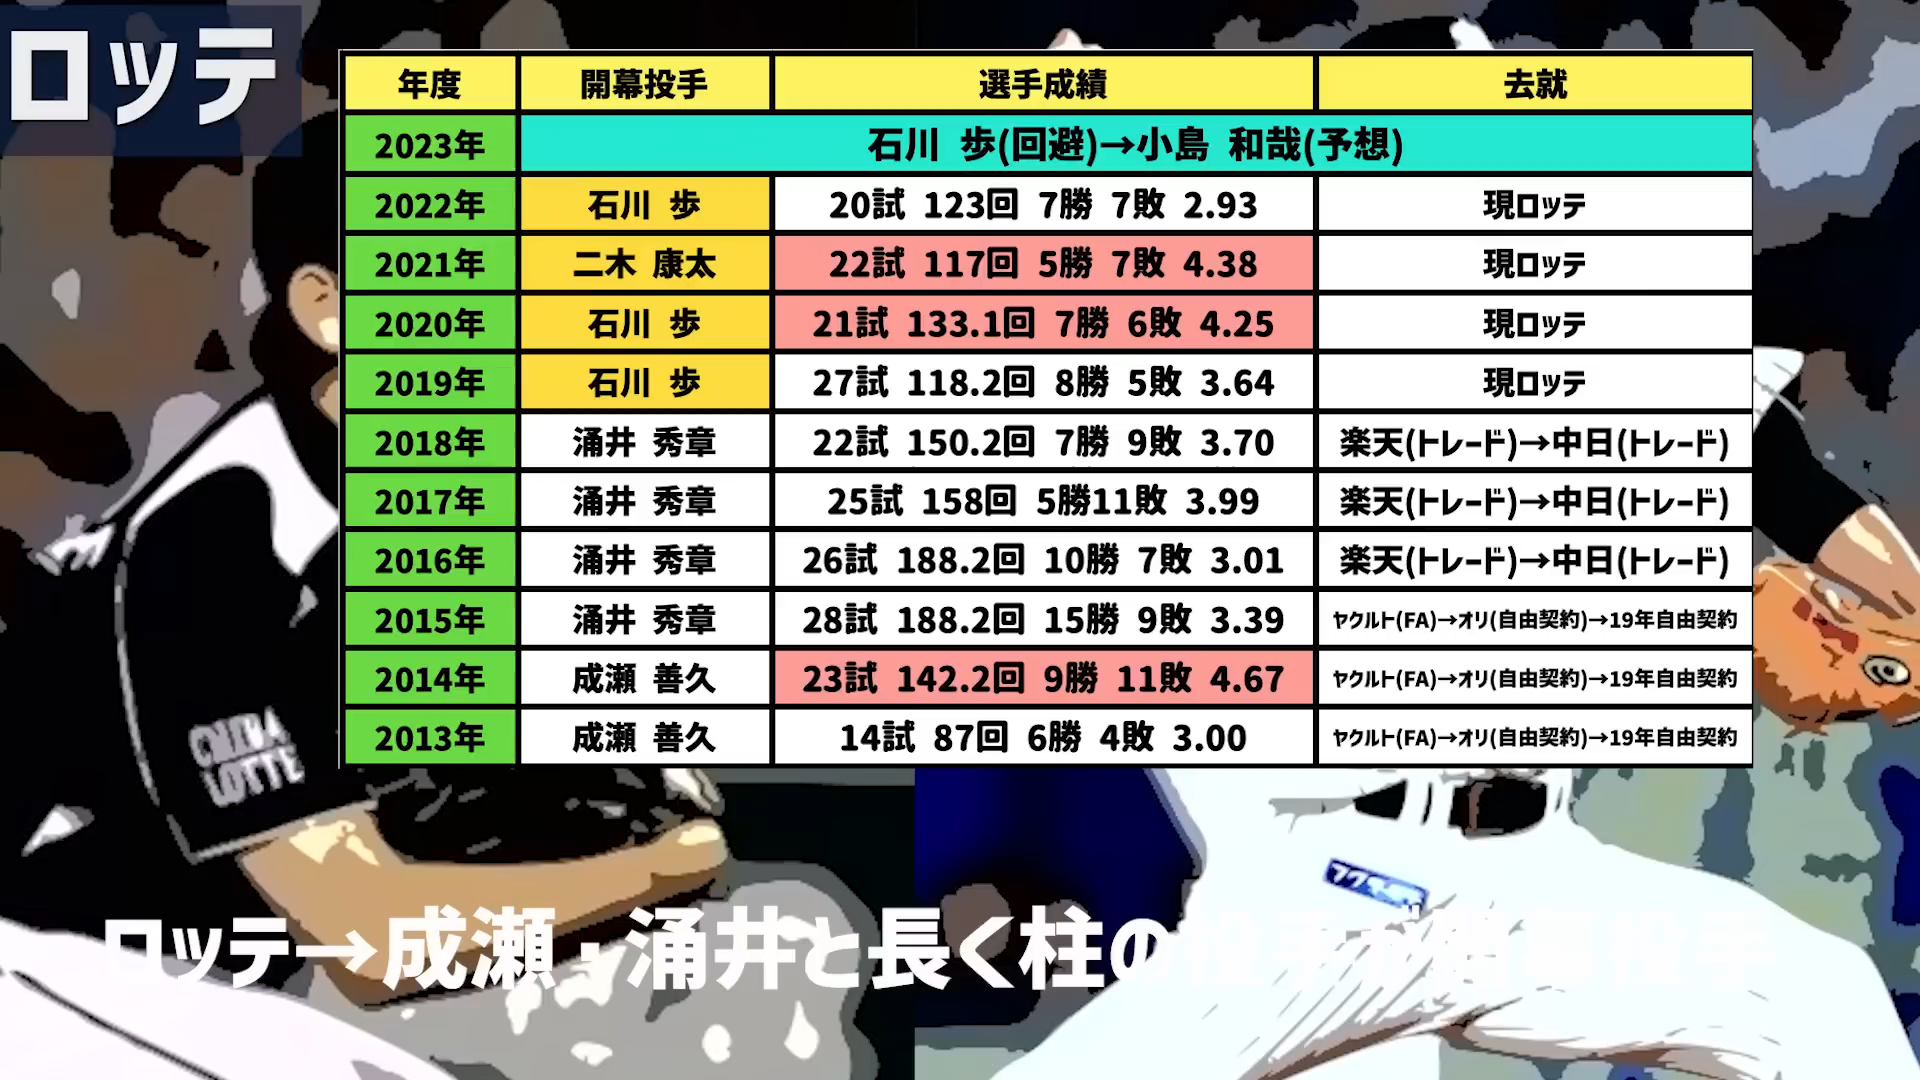 ロッテ
年度 開幕投手 選手成績 去就
2023年 石川 歩(回避)→小島 和哉(予想)
2022年 石川 歩 20試 123回 7勝 7敗 2.93 現ロッテ
2021年 二木 康太 22試 117回 5勝 7敗 4.38 現ロッテ
2020年 石川 歩 21試 133.1回 7勝 6敗 4.25 現ロッテ
2019年 石川 歩 27試 118.2回 8勝 5敗 3.64 現ロッテ
2018年 涌井 秀章 22試 150.2回 7勝 9敗 3.70 楽天(トレード)→中日(トレード)
2017年 涌井 秀章 25試 158回 5勝11敗 3.99 楽天(トレード)→中日(トレード)
2016年 涌井 秀章 26試 188.2回 10勝 7敗 3.01 楽天(トレード)→中日(トレード)
2015年 涌井 秀章 28試 188.2回 15勝 9敗 3.39 ヤクルト(FA)→オリ(自由契約)→19年自由契約
2014年 成瀬 善久 23試 142.2回 9勝 11敗 4.67 ヤクルト(FA)→オリ(自由契約)→19年自由契約
2013年 成瀬 善久 14試 87回 6勝 4敗 3.00 ヤクルト(FA)→オリ(自由契約)→19年自由契約
LOTTE
ロッテ→成瀬・涌井と長く柱の